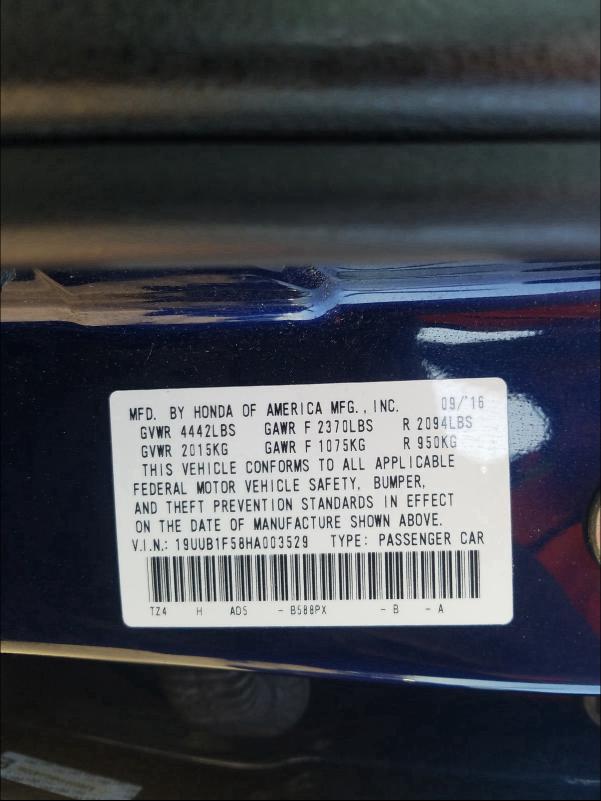 MFD. BY HONDA OF AMERICA MFG., INC. 09/'16
GVWR 4442LBS GAWR F 2370LBS R 2094LBS
GVWR 2015KG GAWR F 1075KG R 950KG
THIS VEHICLE CONFORMS TO ALL APPLICABLE
FEDERAL MOTOR VEHICLE SAFETY, BUMPER,
AND THEFT PREVENTION STANDARDS IN EFFECT
ON THE DATE OF MANUFACTURE SHOWN ABOVE.
V.I.N.: 19UUB1F58HA003529 TYPE: PASSENGER CAR
TZ4 H AD5 - B588PX - B - A